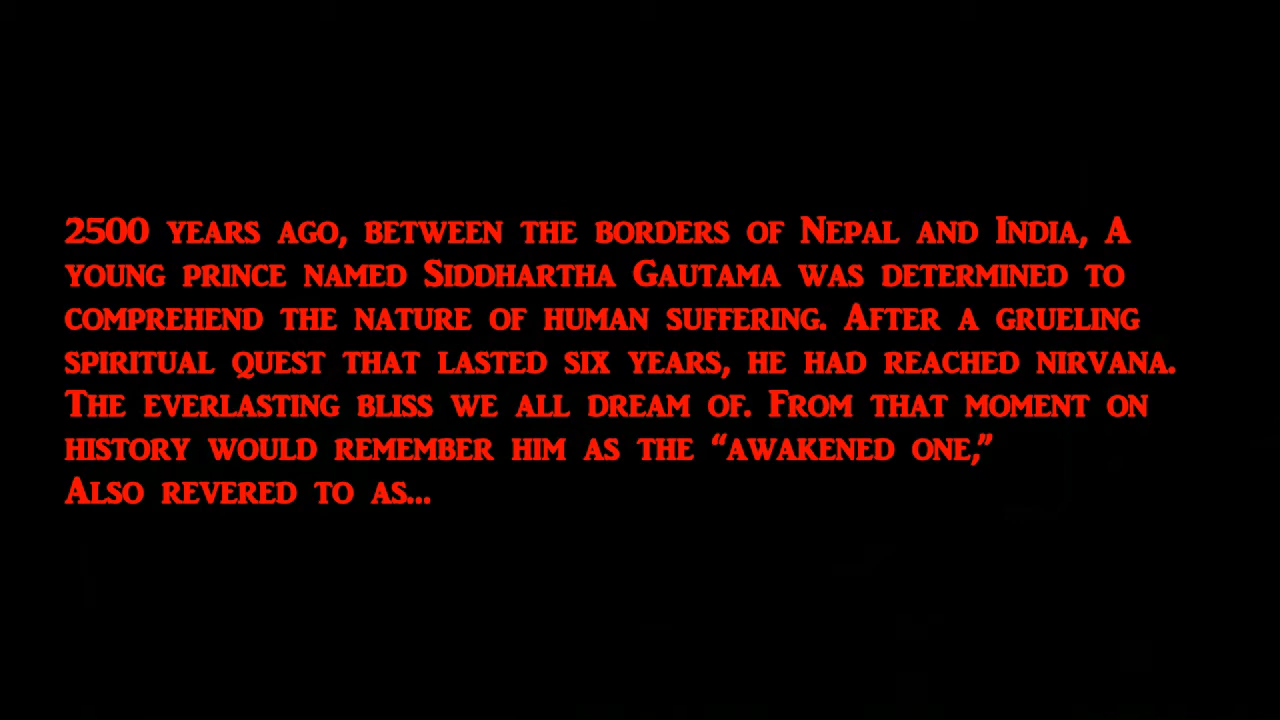 2500 years ago, between the borders of Nepal and India, A
young prince named Siddhartha Gautama was determined to
comprehend the nature of human suffering. After a grueling
spiritual quest that lasted six years, he had reached nirvana.
The everlasting bliss we all dream of. From that moment on
history would remember him as the “awakened one,”
Also revered to as...